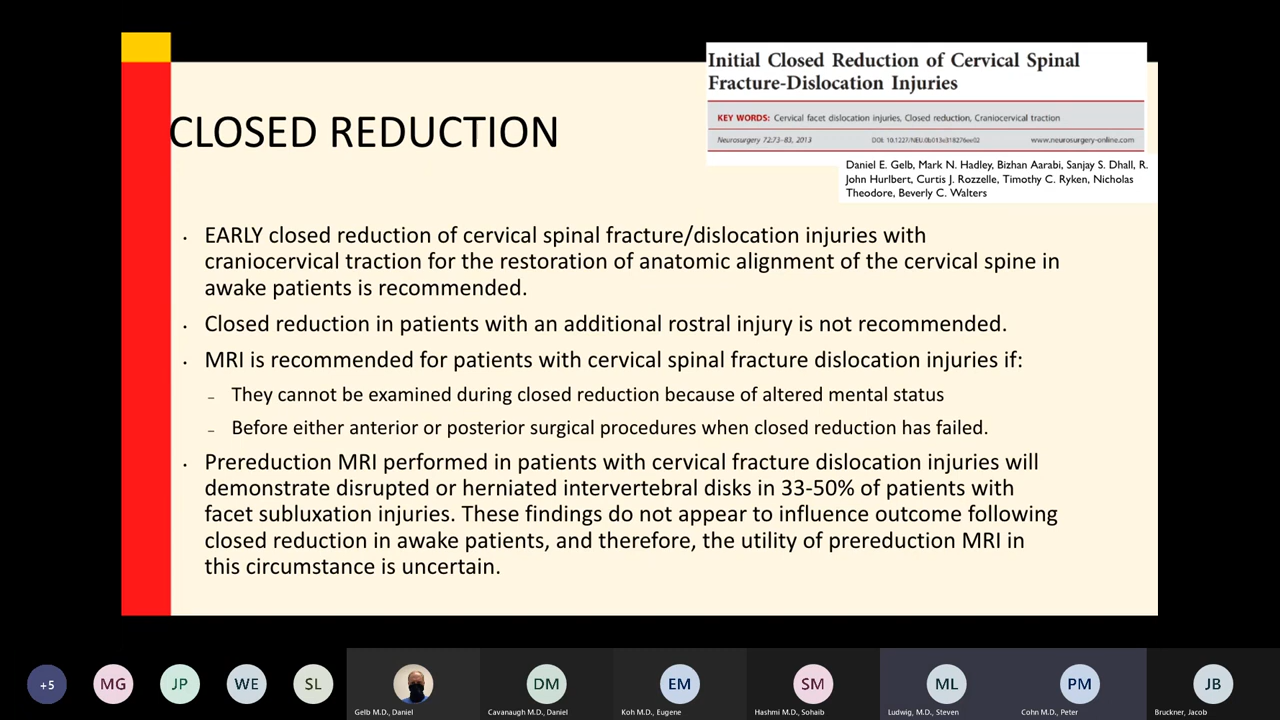 Initial Closed Reduction of Cervical Spinal
Fracture-Dislocation Injuries
KEY WORDS: Cervical facet dislocation injuries, Closed reduction, Craniocervical traction
Neurosurgery 72:73–83, 2013 DOI: 10.1227/NEU.0b013e318276ee02 www.neurosurgery-online.com
Daniel E. Gelb, Mark N. Hadley, Bizhan Aarabi, Sanjay S. Dhall, R.
John Hurlbert, Curtis J. Rozzelle, Timothy C. Ryken, Nicholas
Theodore, Beverly C. Walters
CLOSED REDUCTION
• EARLY closed reduction of cervical spinal fracture/dislocation injuries with
craniocervical traction for the restoration of anatomic alignment of the cervical spine in
awake patients is recommended.
• Closed reduction in patients with an additional rostral injury is not recommended.
• MRI is recommended for patients with cervical spinal fracture dislocation injuries if:
– They cannot be examined during closed reduction because of altered mental status
– Before either anterior or posterior surgical procedures when closed reduction has failed.
• Prereduction MRI performed in patients with cervical fracture dislocation injuries will
demonstrate disrupted or herniated intervertebral disks in 33-50% of patients with
facet subluxation injuries. These findings do not appear to influence outcome following
closed reduction in awake patients, and therefore, the utility of prereduction MRI in
this circumstance is uncertain.
+5 MG JP WE SL DM EM SM ML PM JB
Gelb M.D., Daniel Cavanaugh M.D., Daniel Koh M.D., Eugene Hashmi M.D., Sohaib Ludwig, M.D., Steven Cohn M.D., Peter Bruckner, Jacob